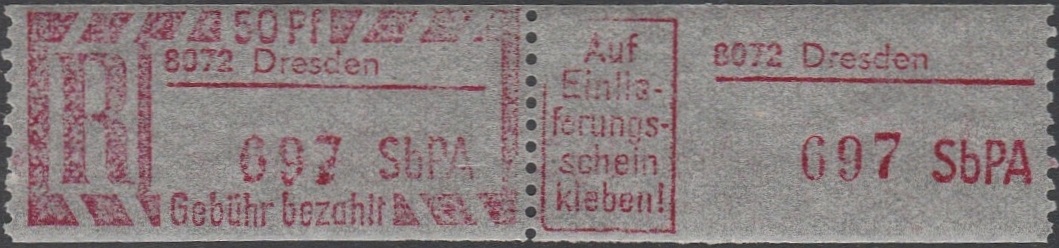 50 Pf
R
8072 Dresden
697 SbPA
Gebühr bezahlt
Auf
Einlie-
ferungs-
schein
kleben!
8072 Dresden
697 SbPA